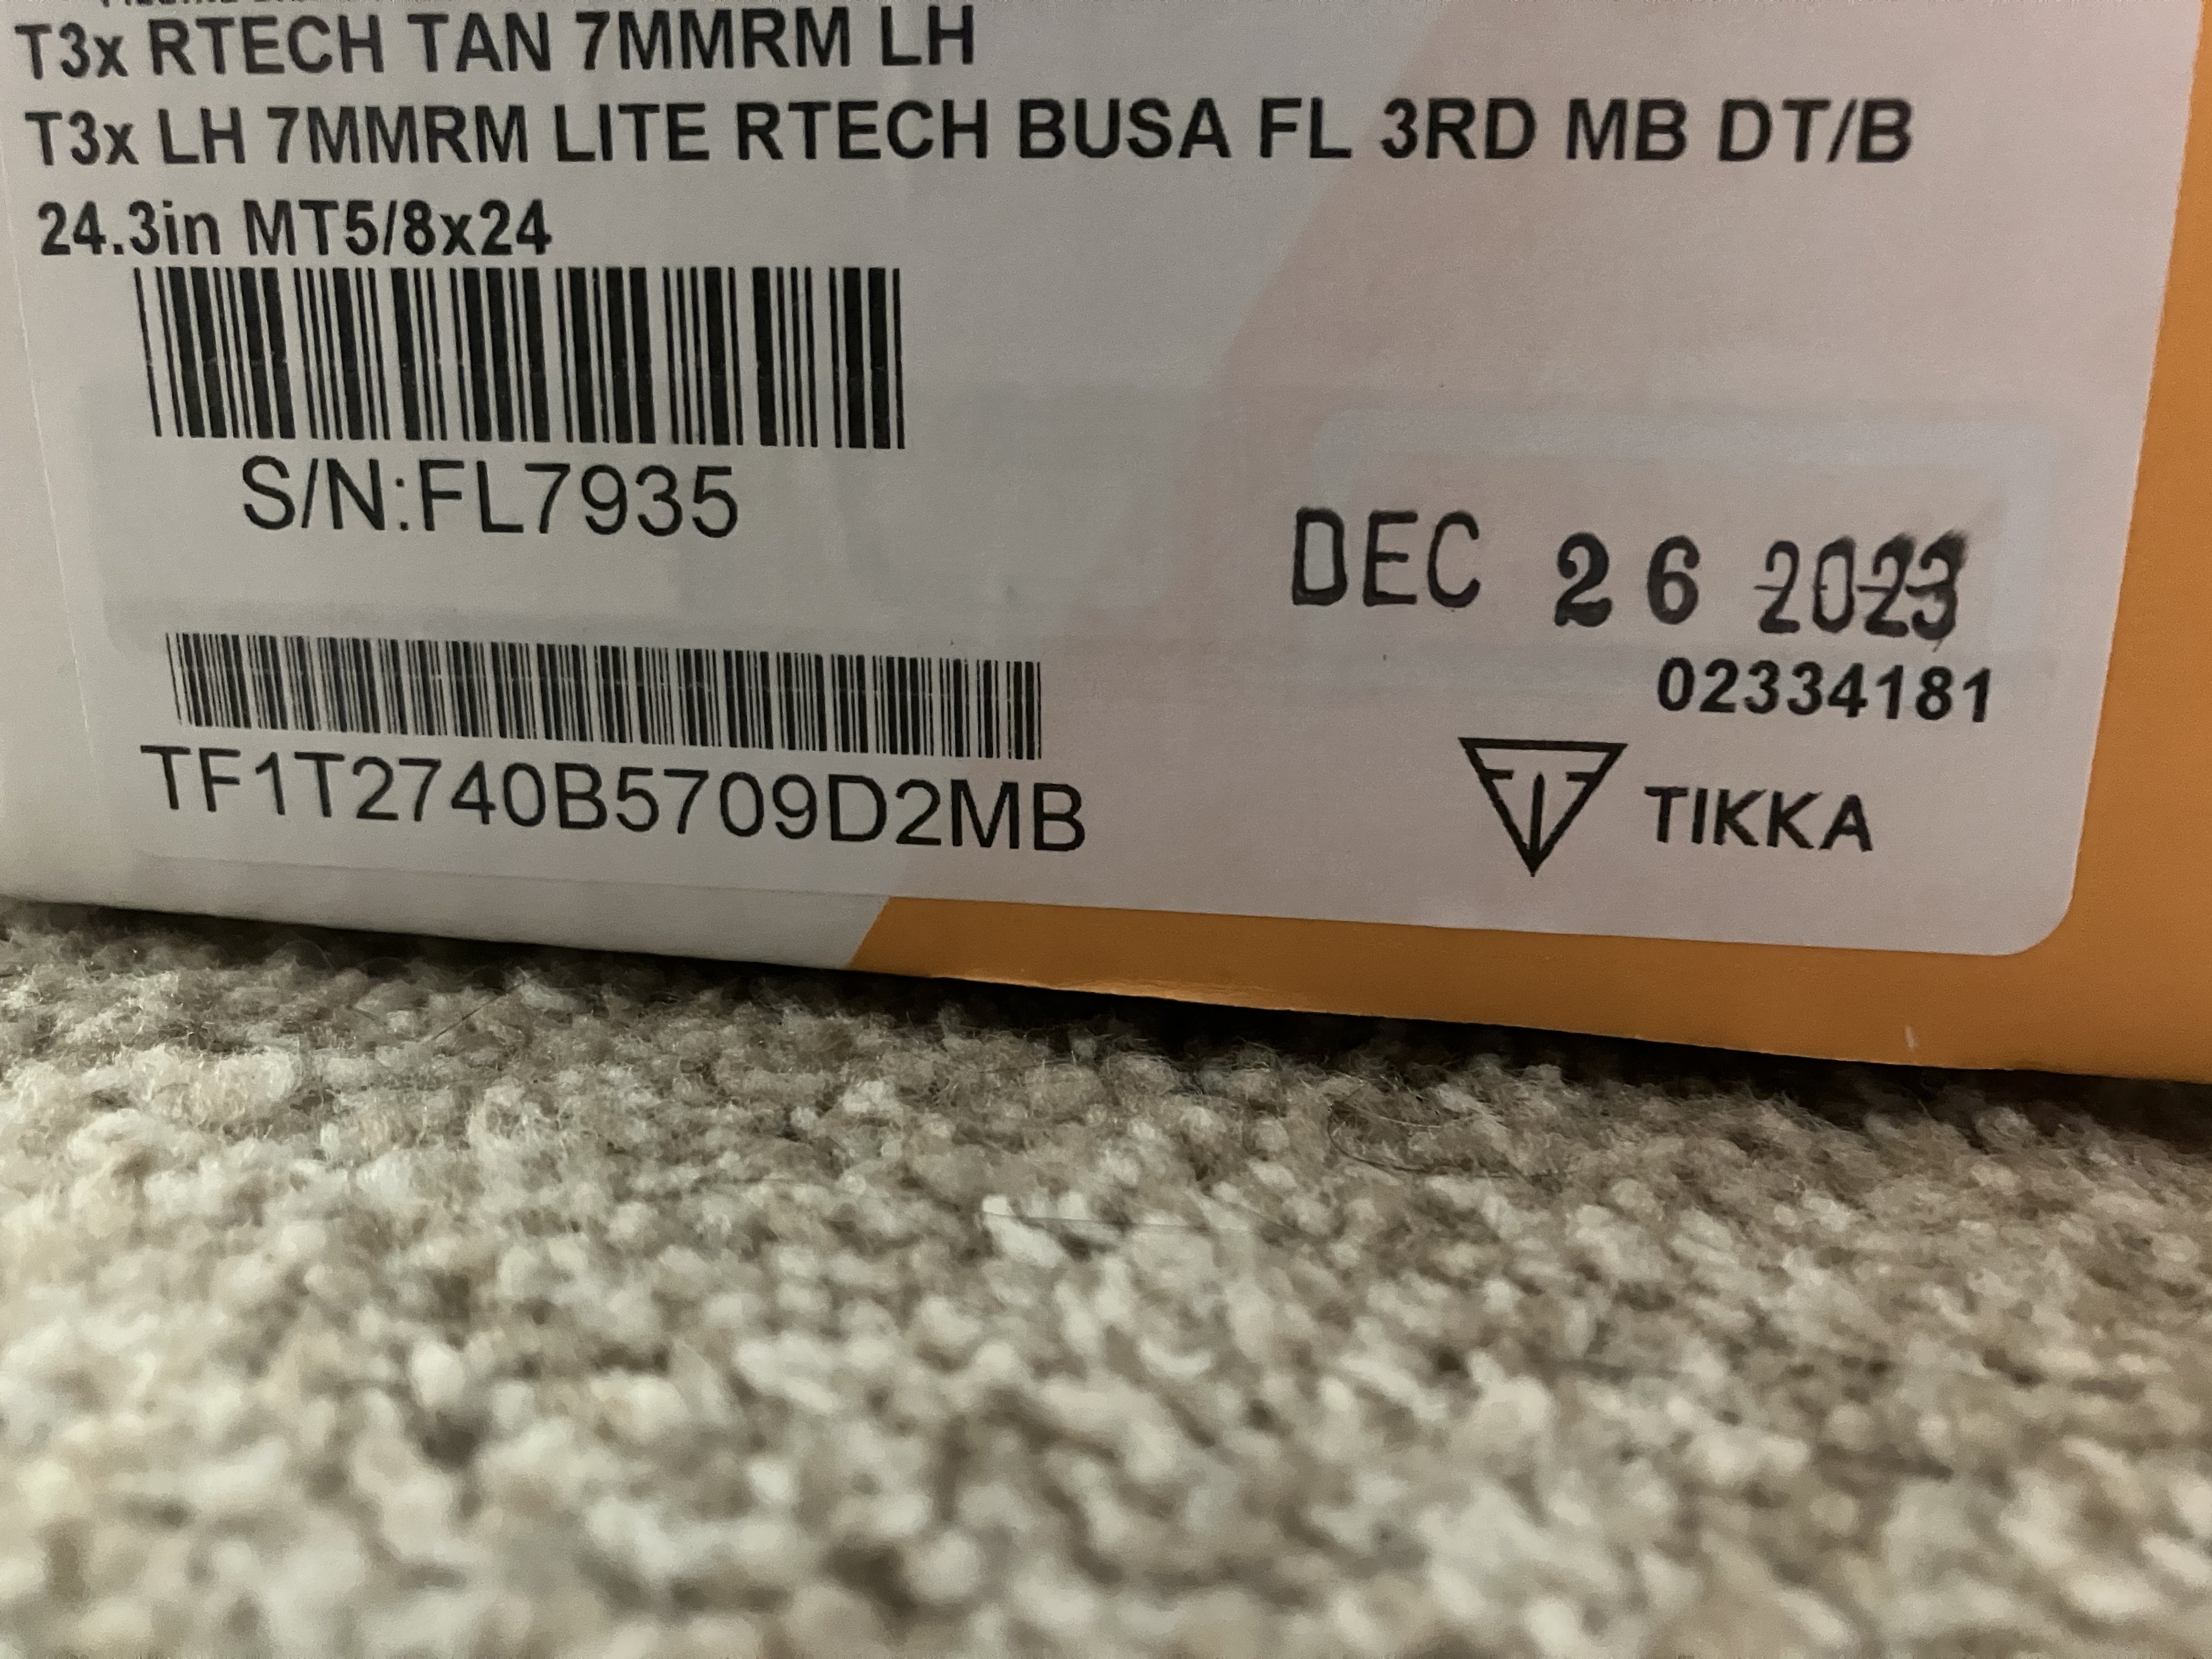 T3x RTECH TAN 7MMRM LH
T3x LH 7MMRM LITE RTECH BUSA FL 3RD MB DT/B
24.3in MT5/8x24
S/N:FL7935
DEC 26 2023
02334181
TF1T2740B5709D2MB
TIKKA